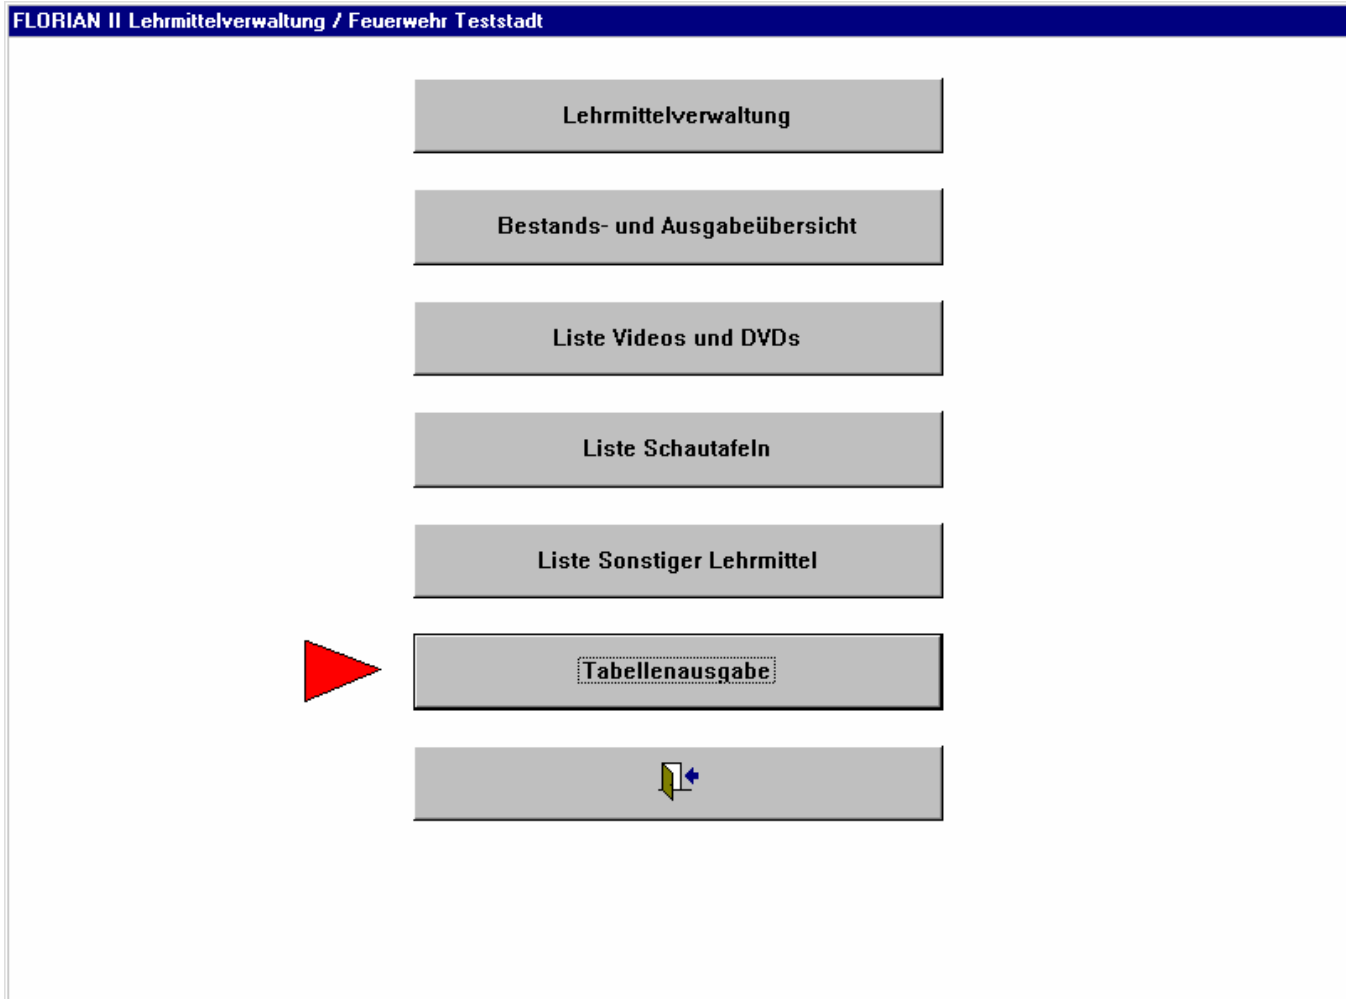 FLORIAN II Lehrmittelverwaltung / Feuerwehr Teststadt
Lehrmittelverwaltung
Bestands- und Ausgabeübersicht
Liste Videos und DVDs
Liste Schautafeln
Liste Sonstiger Lehrmittel
Tabellenausgabe